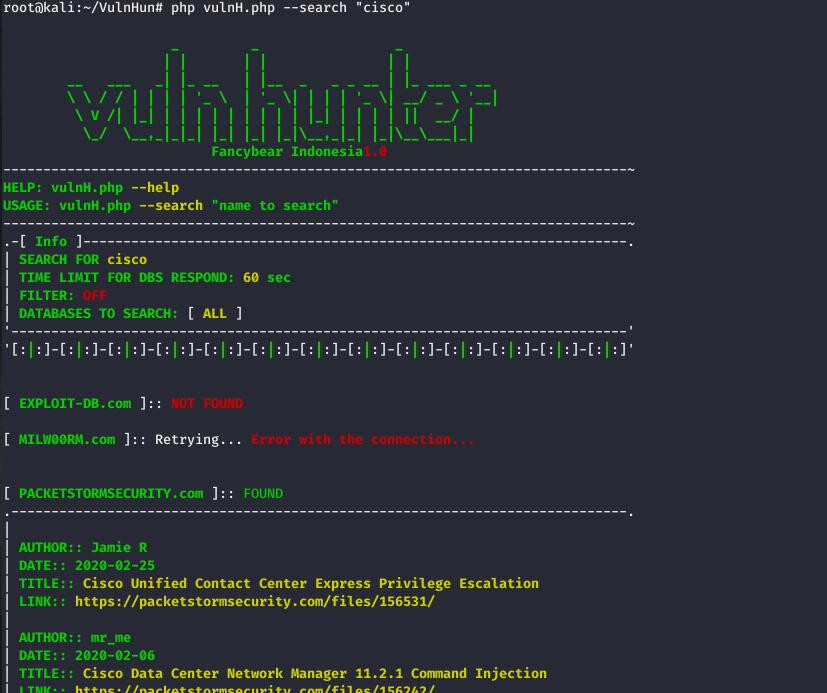 root@kali:~/VulnHun# php vulnH.php --search "cisco"
vulnhunter
Fancybear Indonesia1.0
HELP: vulnH.php --help
USAGE: vulnH.php --search "name to search"
.-[ Info ]-
| SEARCH FOR cisco
| TIME LIMIT FOR DBS RESPOND: 60 sec
| FILTER: OFF
| DATABASES TO SEARCH: [ ALL ]
'[:|:]-[:|:]-[:|:]-[:|:]-[:|:]-[:|:]-[:|:]-[:|:]-[:|:]-[:|:]-[:|:]-[:|:]-[:|:]'
[ EXPLOIT-DB.com ]:: NOT FOUND
[ MILW00RM.com ]:: Retrying... Error with the connection...
[ PACKETSTORMSECURITY.com ]:: FOUND
| AUTHOR:: Jamie R
| DATE:: 2020-02-25
| TITLE:: Cisco Unified Contact Center Express Privilege Escalation
| LINK:: https://packetstormsecurity.com/files/156531/
| AUTHOR:: mr_me
| DATE:: 2020-02-06
| TITLE:: Cisco Data Center Network Manager 11.2.1 Command Injection
| LINK:: https://packetstormsecurity.com/files/156242/